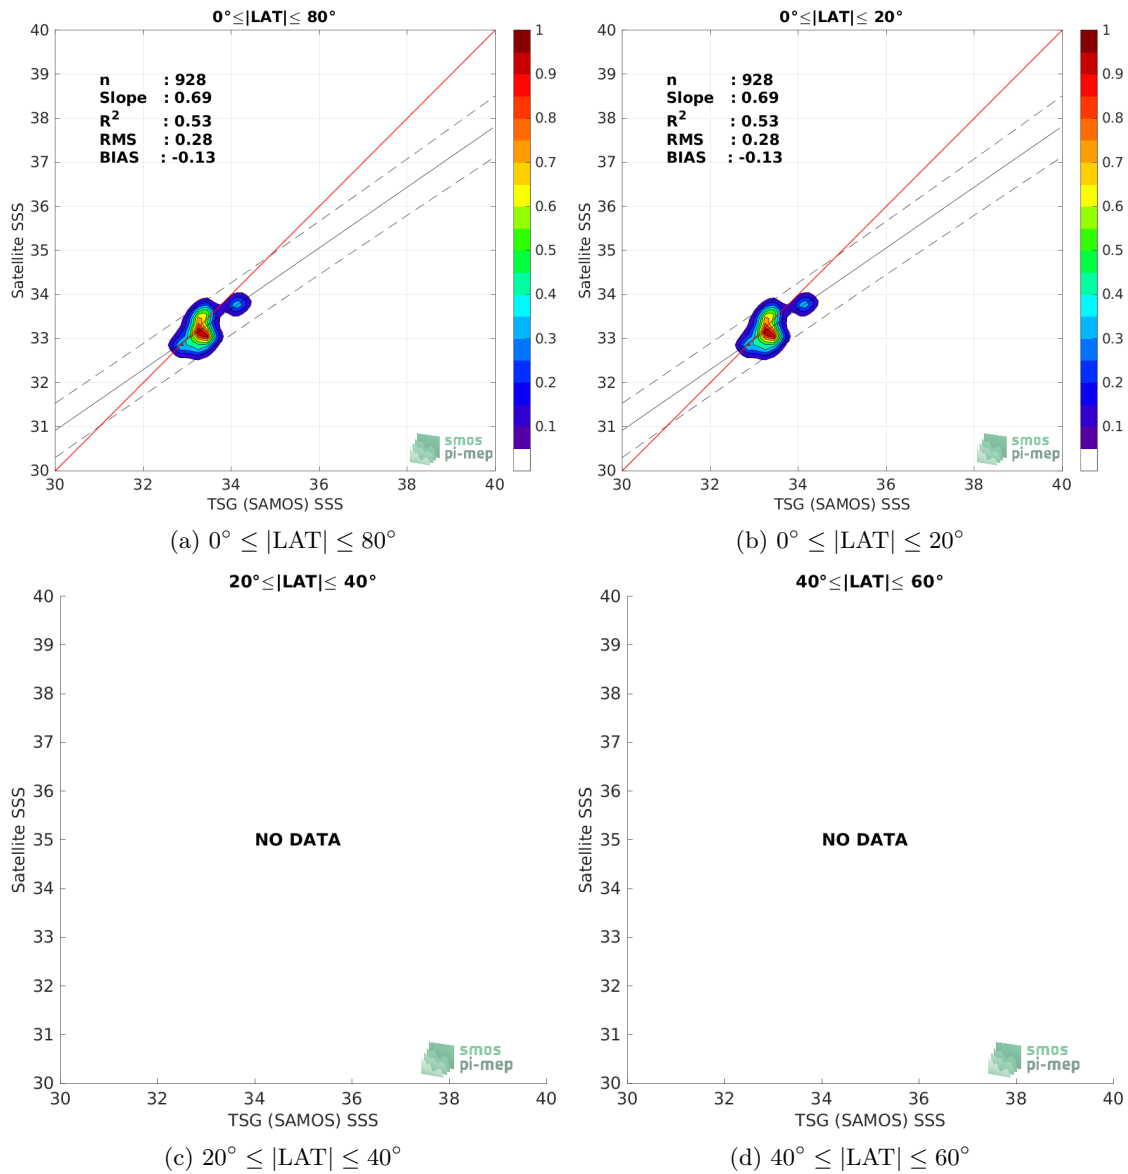 0°≤|LAT|≤ 80°
40
39
38
37
36
35
34
33
32
31
30
Satellite SSS
n : 928
Slope : 0.69
R² : 0.53
RMS : 0.28
BIAS : -0.13
1
0.9
0.8
0.7
0.6
0.5
0.4
0.3
0.2
0.1
smos
pi-mep
30 32 34 36 38 40
TSG (SAMOS) SSS
(a) 0° ≤ |LAT| ≤ 80°
0°≤|LAT|≤ 20°
40
39
38
37
36
35
34
33
32
31
30
Satellite SSS
n : 928
Slope : 0.69
R² : 0.53
RMS : 0.28
BIAS : -0.13
1
0.9
0.8
0.7
0.6
0.5
0.4
0.3
0.2
0.1
smos
pi-mep
30 32 34 36 38 40
TSG (SAMOS) SSS
(b) 0° ≤ |LAT| ≤ 20°
20°≤|LAT|≤ 40°
40
39
38
37
36
35
34
33
32
31
30
Satellite SSS
NO DATA
smos
pi-mep
30 32 34 36 38 40
TSG (SAMOS) SSS
(c) 20° ≤ |LAT| ≤ 40°
40°≤|LAT|≤ 60°
40
39
38
37
36
35
34
33
32
31
30
Satellite SSS
NO DATA
smos
pi-mep
30 32 34 36 38 40
TSG (SAMOS) SSS
(d) 40° ≤ |LAT| ≤ 60°